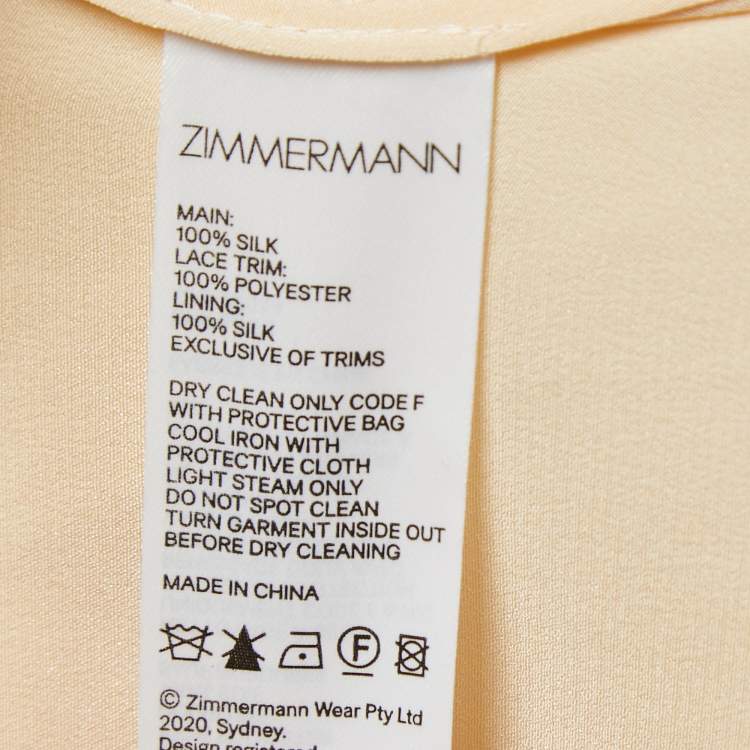 ZIMMERMANN
MAIN:
100% SILK
LACE TRIM:
100% POLYESTER
LINING:
100% SILK
EXCLUSIVE OF TRIMS
DRY CLEAN ONLY CODE F
WITH PROTECTIVE BAG
COOL IRON WITH
PROTECTIVE CLOTH
LIGHT STEAM ONLY
DO NOT SPOT CLEAN
TURN GARMENT INSIDE OUT
BEFORE DRY CLEANING
MADE IN CHINA
F
© Zimmermann Wear Pty Ltd
2020, Sydney.
Design registered